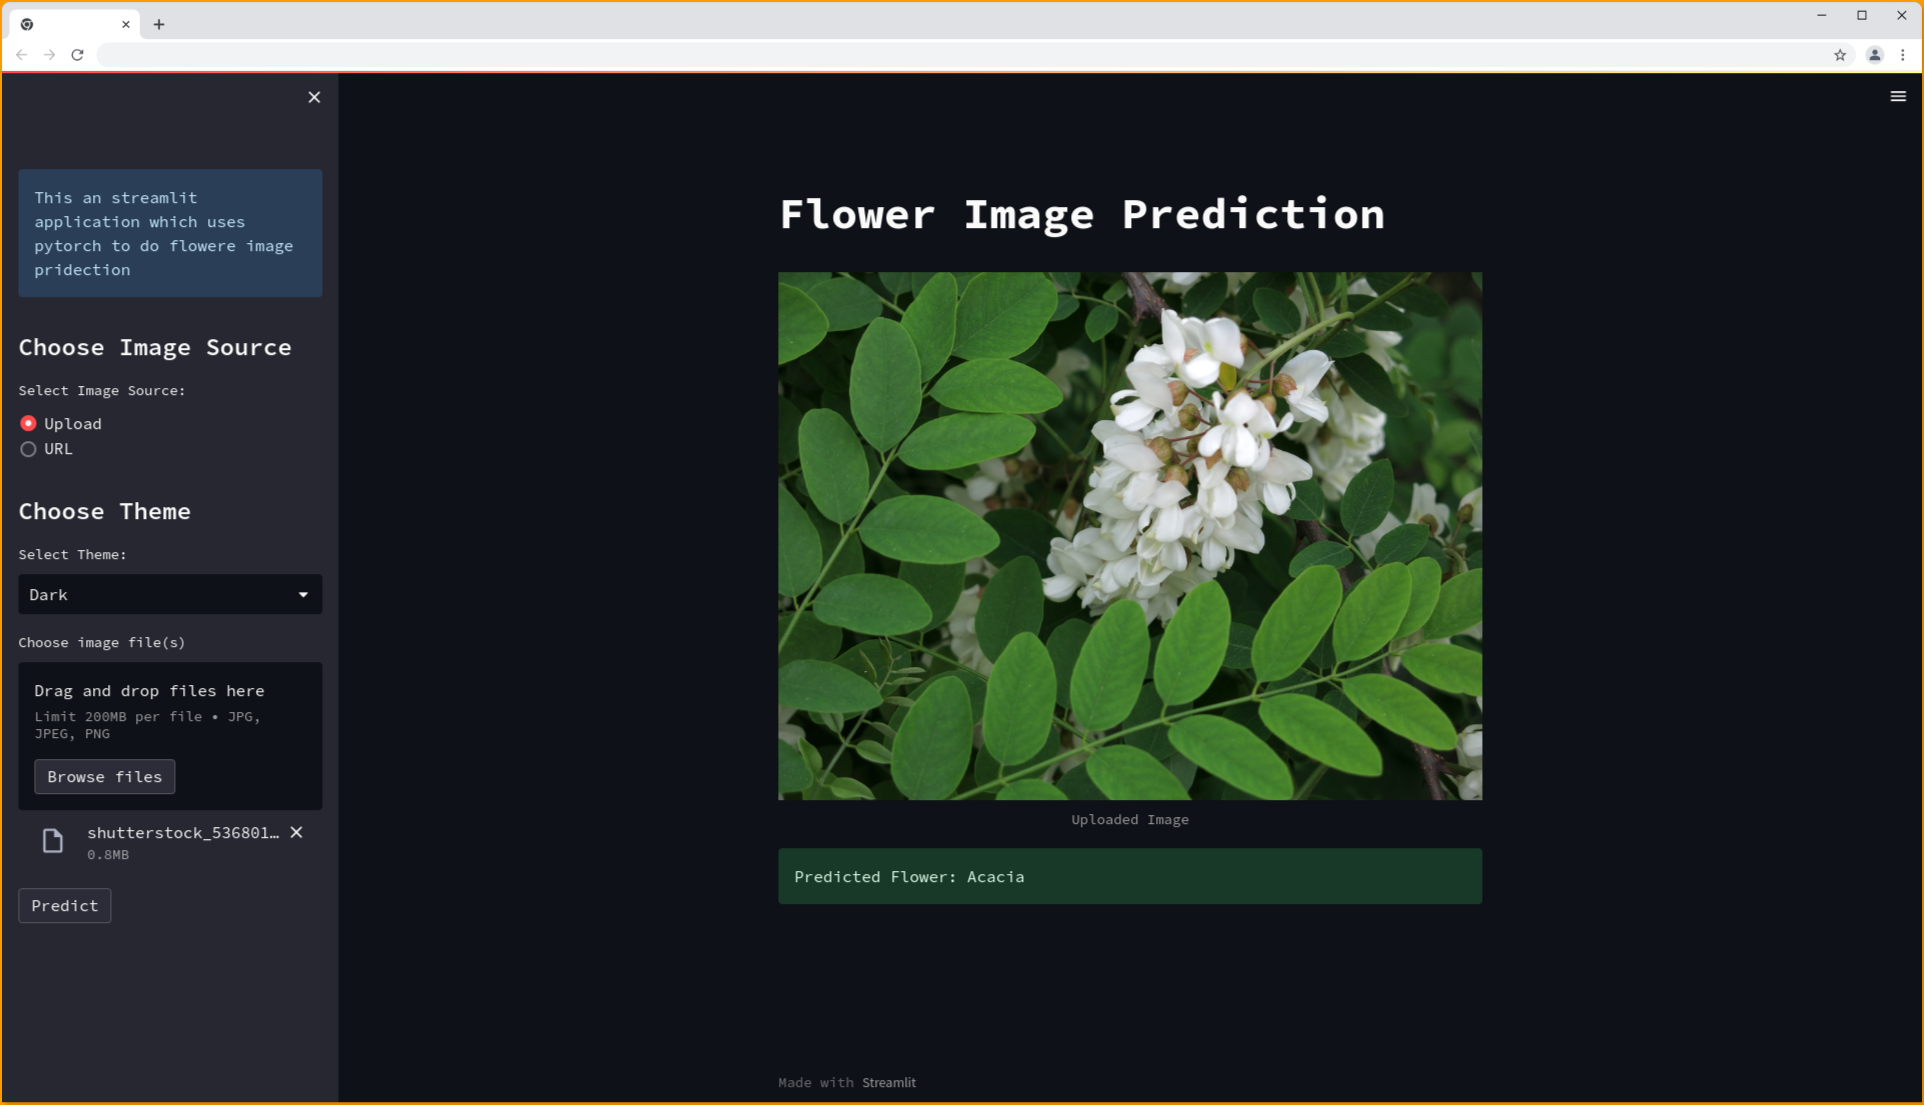 This an streamlit
application which uses
pytorch to do flowere image
pridection
Choose Image Source
Select Image Source:
Upload
URL
Choose Theme
Select Theme:
Dark
Choose image file(s)
Drag and drop files here
Limit 200MB per file • JPG,
JPEG, PNG
Browse files
shutterstock_536801…
0.8MB
Predict
Flower Image Prediction
Uploaded Image
Predicted Flower: Acacia
Made with Streamlit